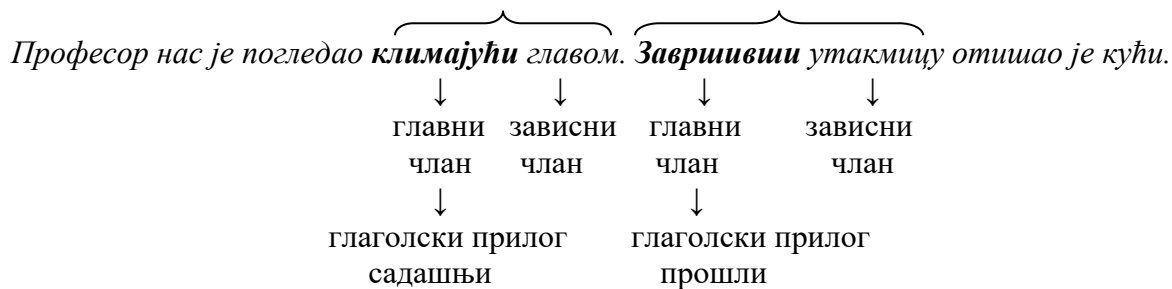 Професор нас је погледао климајући главом. Завршивши утакмицу отишао је кући.
↓ ↓ ↓ ↓
главни зависни главни зависни
члан члан члан члан
↓ ↓
глаголски прилог глаголски прилог
садашњи прошли